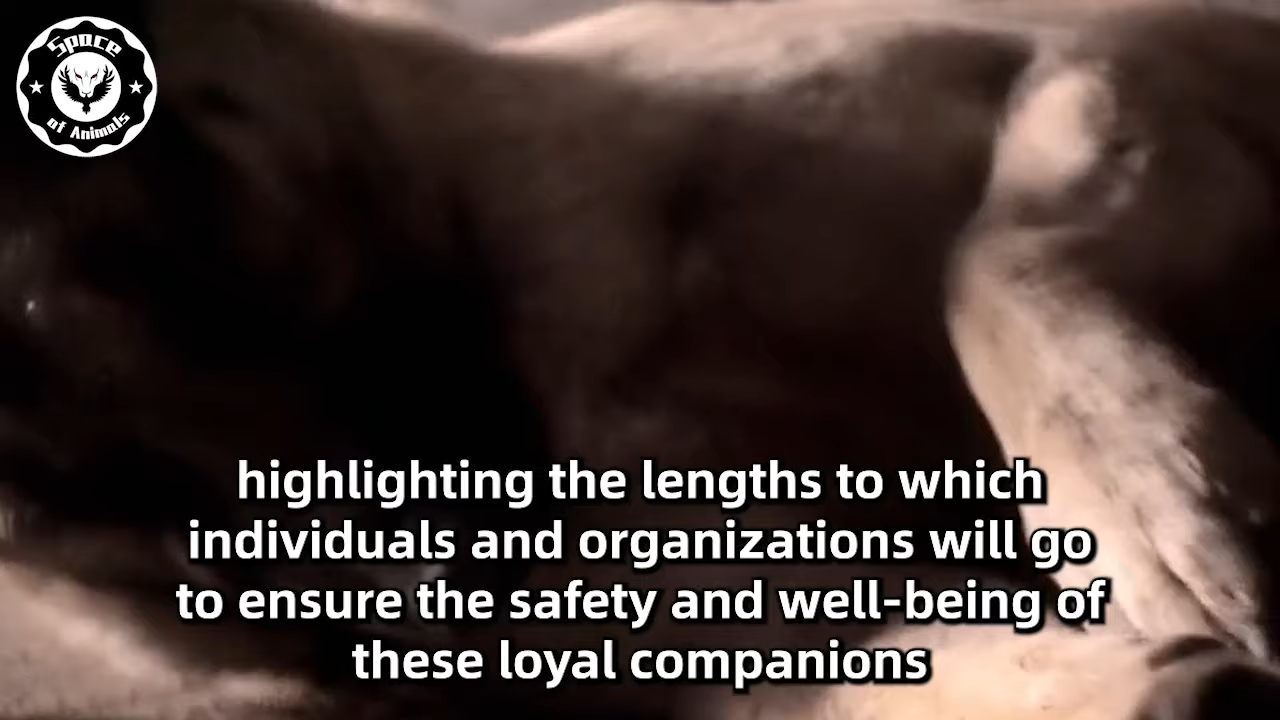 Space
of Animals
highlighting the lengths to which
individuals and organizations will go
to ensure the safety and well-being of
these loyal companions